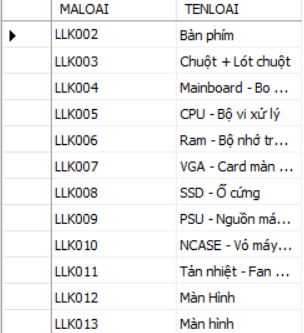 MALOAI TENLOAI
LLK002 Bàn phím
LLK003 Chuột + Lót chuột
LLK004 Mainboard - Bo ...
LLK005 CPU - Bộ vi xử lý
LLK006 Ram - Bộ nhớ tr...
LLK007 VGA - Card màn ...
LLK008 SSD - Ổ cứng
LLK009 PSU - Nguồn má...
LLK010 NCASE - Vỏ máy...
LLK011 Tản nhiệt - Fan ...
LLK012 Màn Hình
LLK013 Màn hình